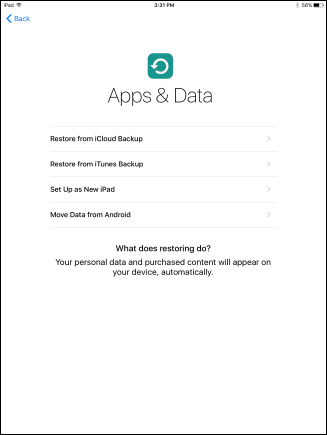 iPad 3:31 PM 56%
Back
Apps & Data
Restore from iCloud Backup
Restore from iTunes Backup
Set Up as New iPad
Move Data from Android
What does restoring do?
Your personal data and purchased content will appear on
your device, automatically.